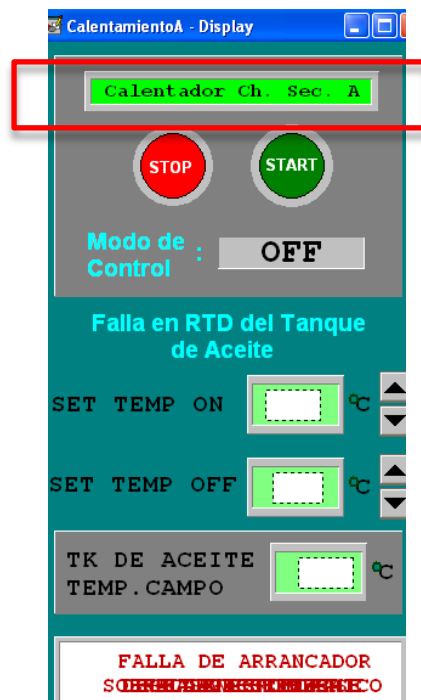 CalentamientoA - Display
Calentador Ch. Sec. A
STOP
START
Modo de
Control : OFF
Falla en RTD del Tanque
de Aceite
SET TEMP ON °C
SET TEMP OFF °C
TK DE ACEITE
TEMP.CAMPO °C
FALLA DE ARRANCADOR